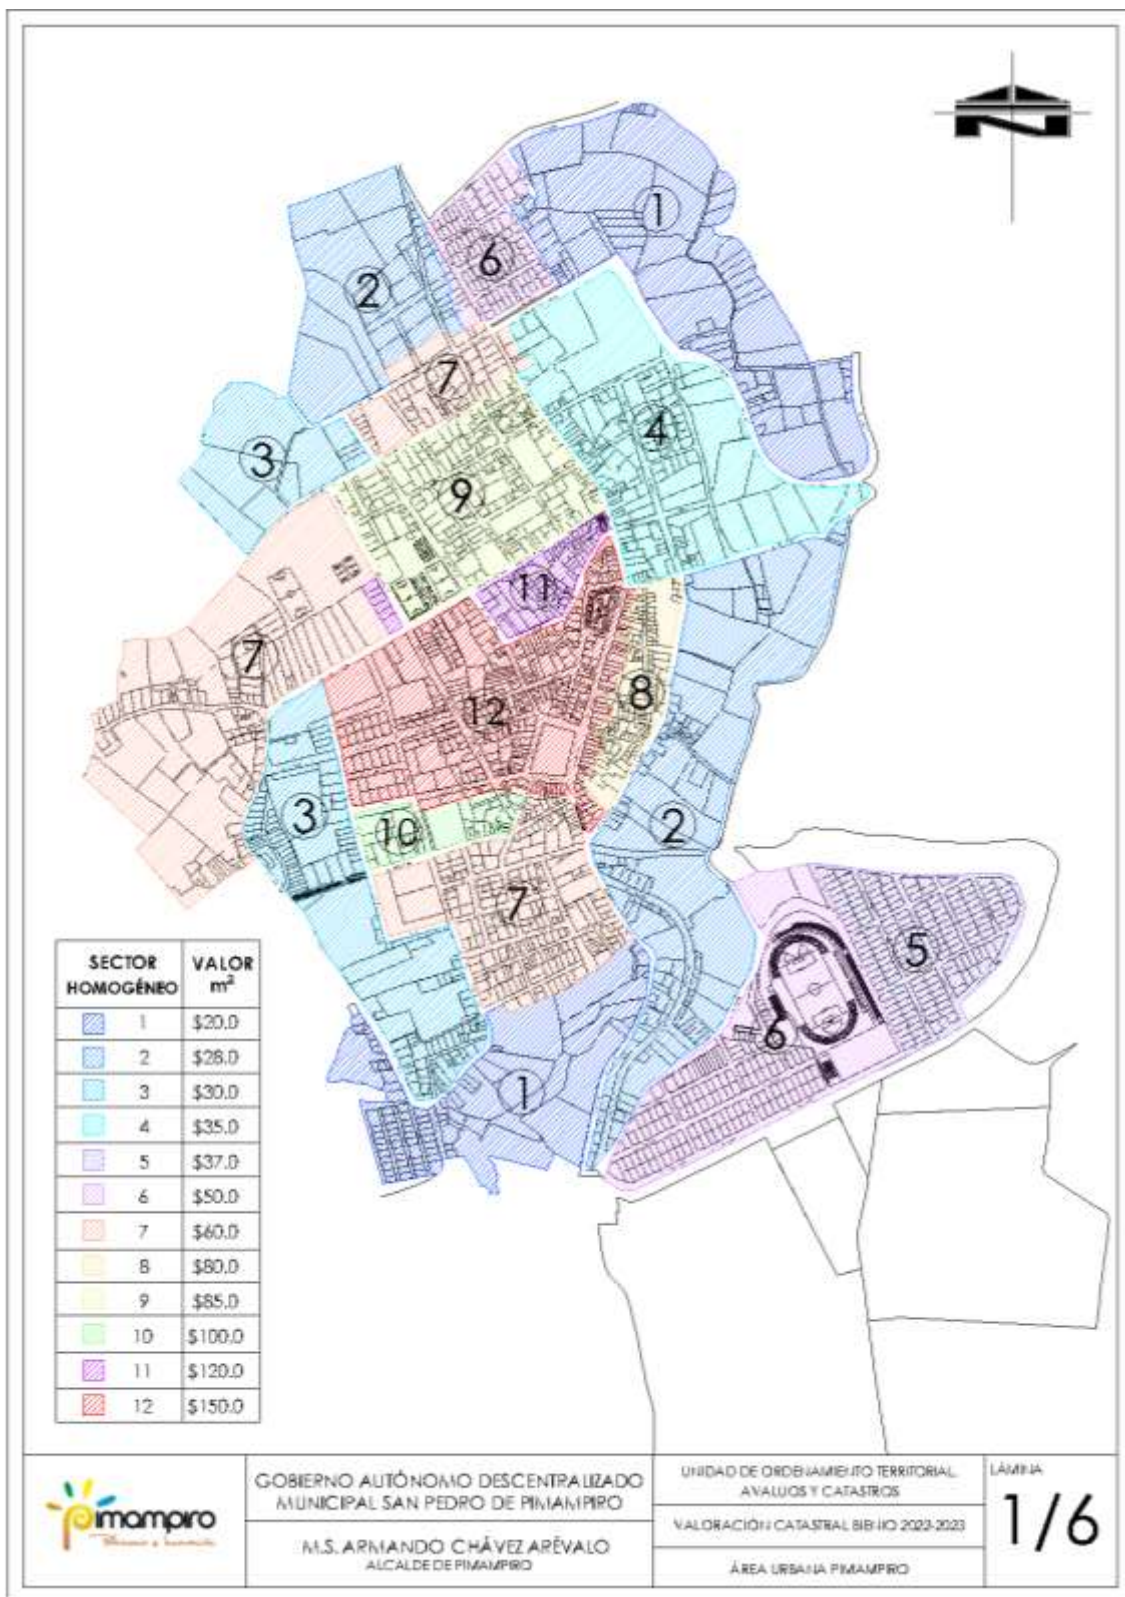 1
6
2
7
4
3
9
11
7
12
8
3
10
2
7
5
6
1
SECTOR HOMOGÉNEO VALOR m²
1 $20.0
2 $28.0
3 $30.0
4 $35.0
5 $37.0
6 $50.0
7 $60.0
8 $80.0
9 $85.0
10 $100.0
11 $120.0
12 $150.0
Pimampiro
GOBIERNO AUTÓNOMO DESCENTRALIZADO
MUNICIPAL SAN PEDRO DE PIMAMPIRO
M.S. ARMANDO CHÁVEZ ARÉVALO
ALCALDE DE PIMAMPIRO
UNIDAD DE ORDENAMIENTO TERRITORIAL,
AVALUOS Y CATASTROS
VALORACIÓN CATASTRAL BIENIO 2022-2023
ÁREA URBANA PIMAMPIRO
LÁMINA
1/6